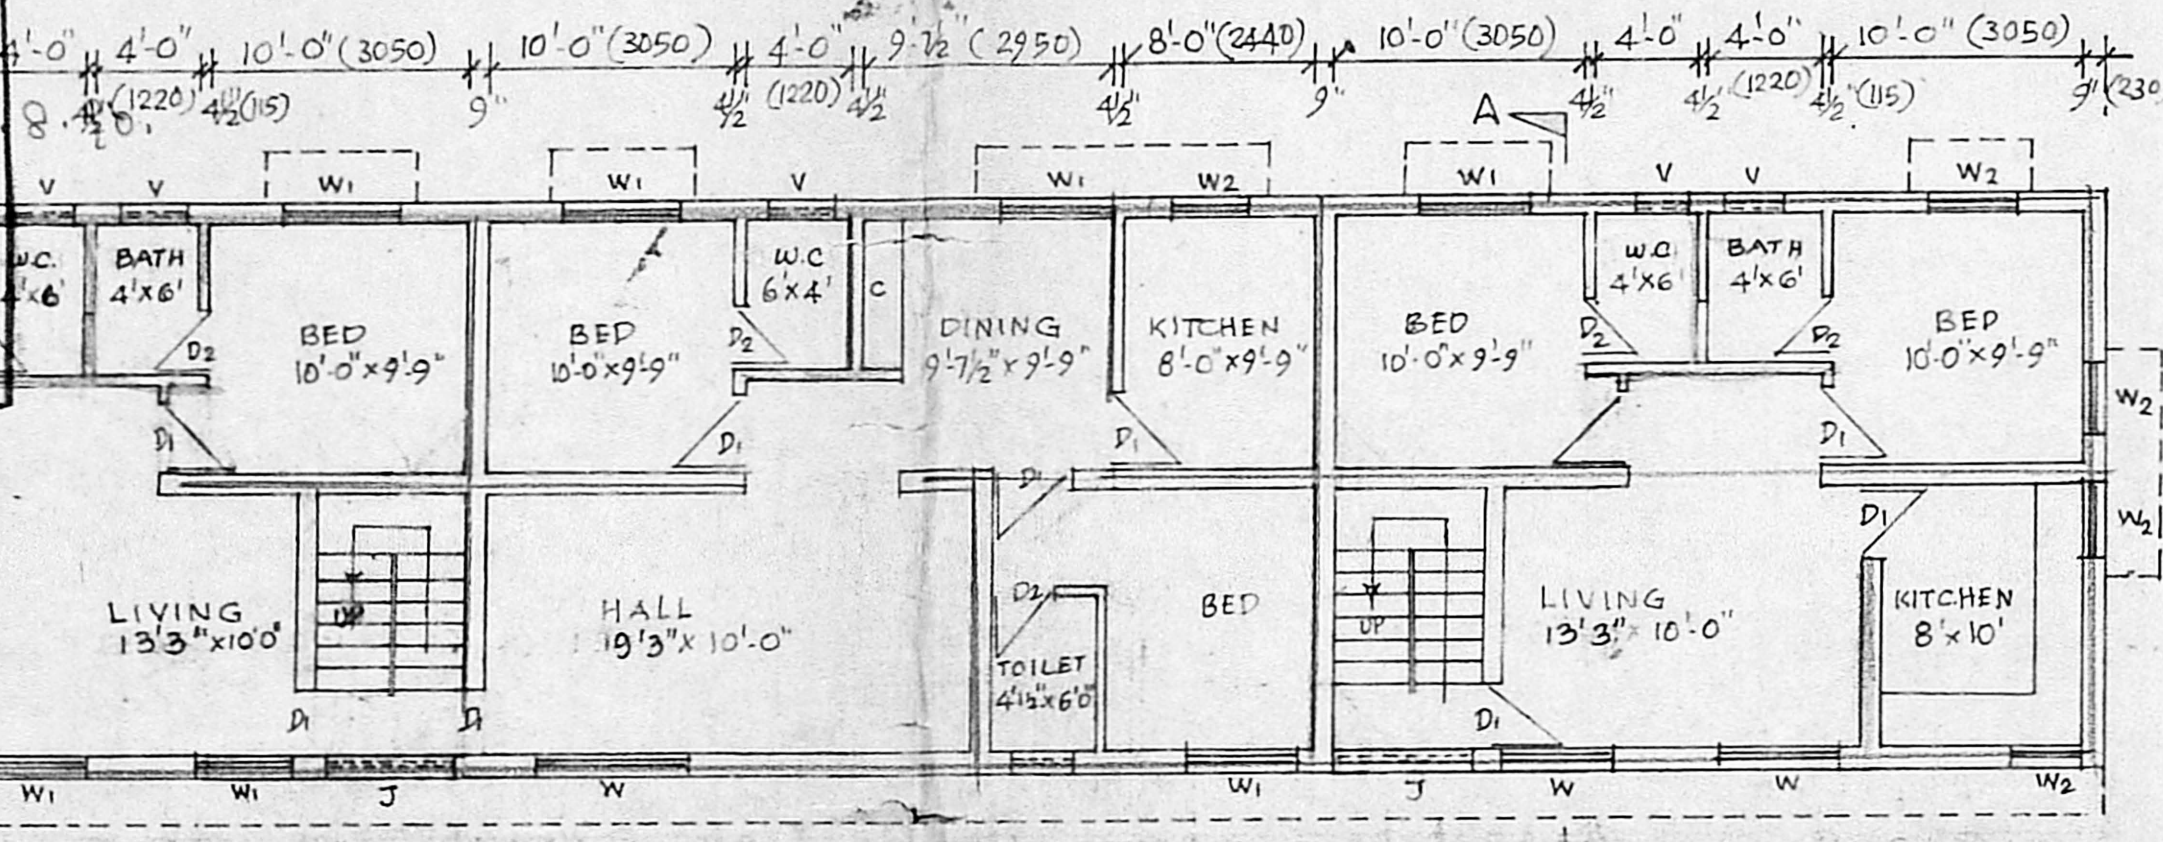 4'-0" 4'-0" 10'-0" (3050) 10'-0" (3050) 4'-0" 9'-½" (2950) 8'-0" (2440) 10'-0" (3050) 4'-0" 4'-0" 10'-0" (3050)
4½" (1220) 4½" (115) 9" 4½" (1220) 4½" 4½" 9" 4½" 4½" (1220) 4½" (115) 9" (230
A
V V W1 W1 V W1 W2 W1 V V W2
W.C. BATH W.C W.C BATH
4'x6' 4'x6' 6'x4' C 4'x6' 4'x6'
BED BED DINING KITCHEN BED BED
10'-0"x9'-9" 10'-0"x9'-9" 9'-7½"x9'-9" 8'-0"x9'-9" 10'-0"x9'-9" 10'-0"x9'-9"
D2 D2 D2 D2
W2
D1 D1 D1 D1
D1 D1 W2
LIVING HALL D2 BED LIVING KITCHEN
13'3"x10'0" 19'3"x10'-0" 13'3"x10'-0" 8'x10'
UP UP
TOILET
4'1½"x6'0"
D1 D1 D1
W1 W1 J W W1 J W W W2